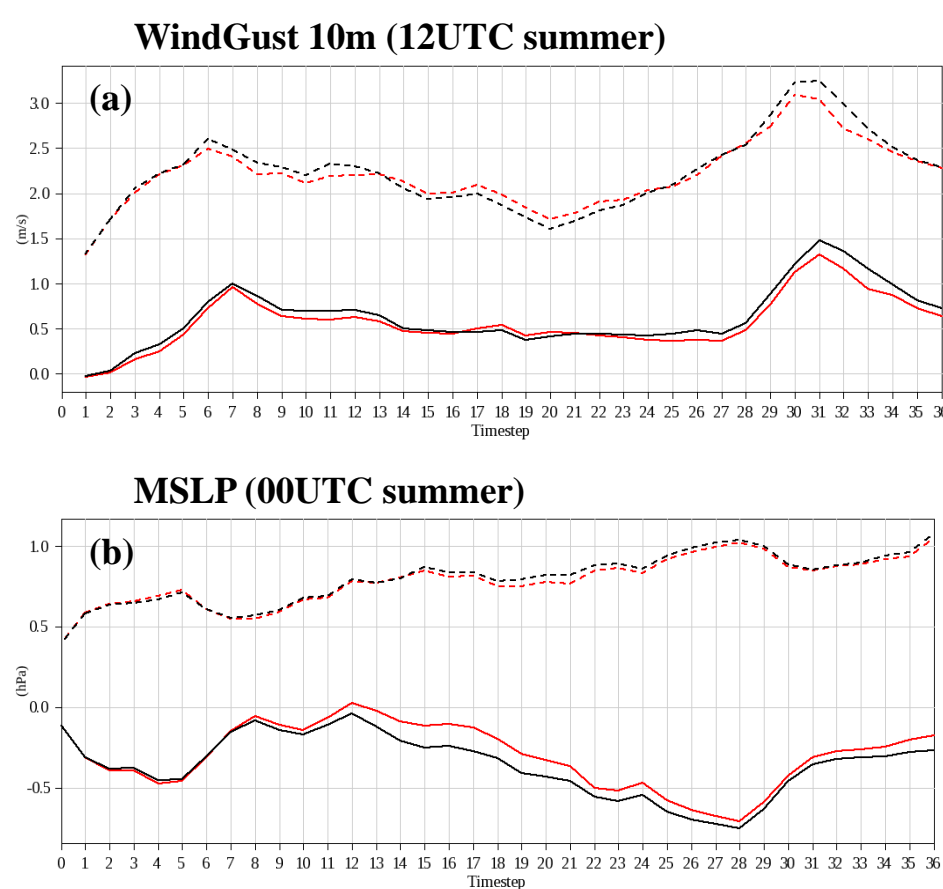 WindGust 10m (12UTC summer)
(a)
3.0
2.5
2.0
1.5
1.0
0.5
0.0
(m/s)
0 1 2 3 4 5 6 7 8 9 10 11 12 13 14 15 16 17 18 19 20 21 22 23 24 25 26 27 28 29 30 31 32 33 34 35
Timestep
MSLP (00UTC summer)
(b)
1.0
0.5
0.0
-0.5
(hPa)
0 1 2 3 4 5 6 7 8 9 10 11 12 13 14 15 16 17 18 19 20 21 22 23 24 25 26 27 28 29 30 31 32 33 34 35 36
Timestep